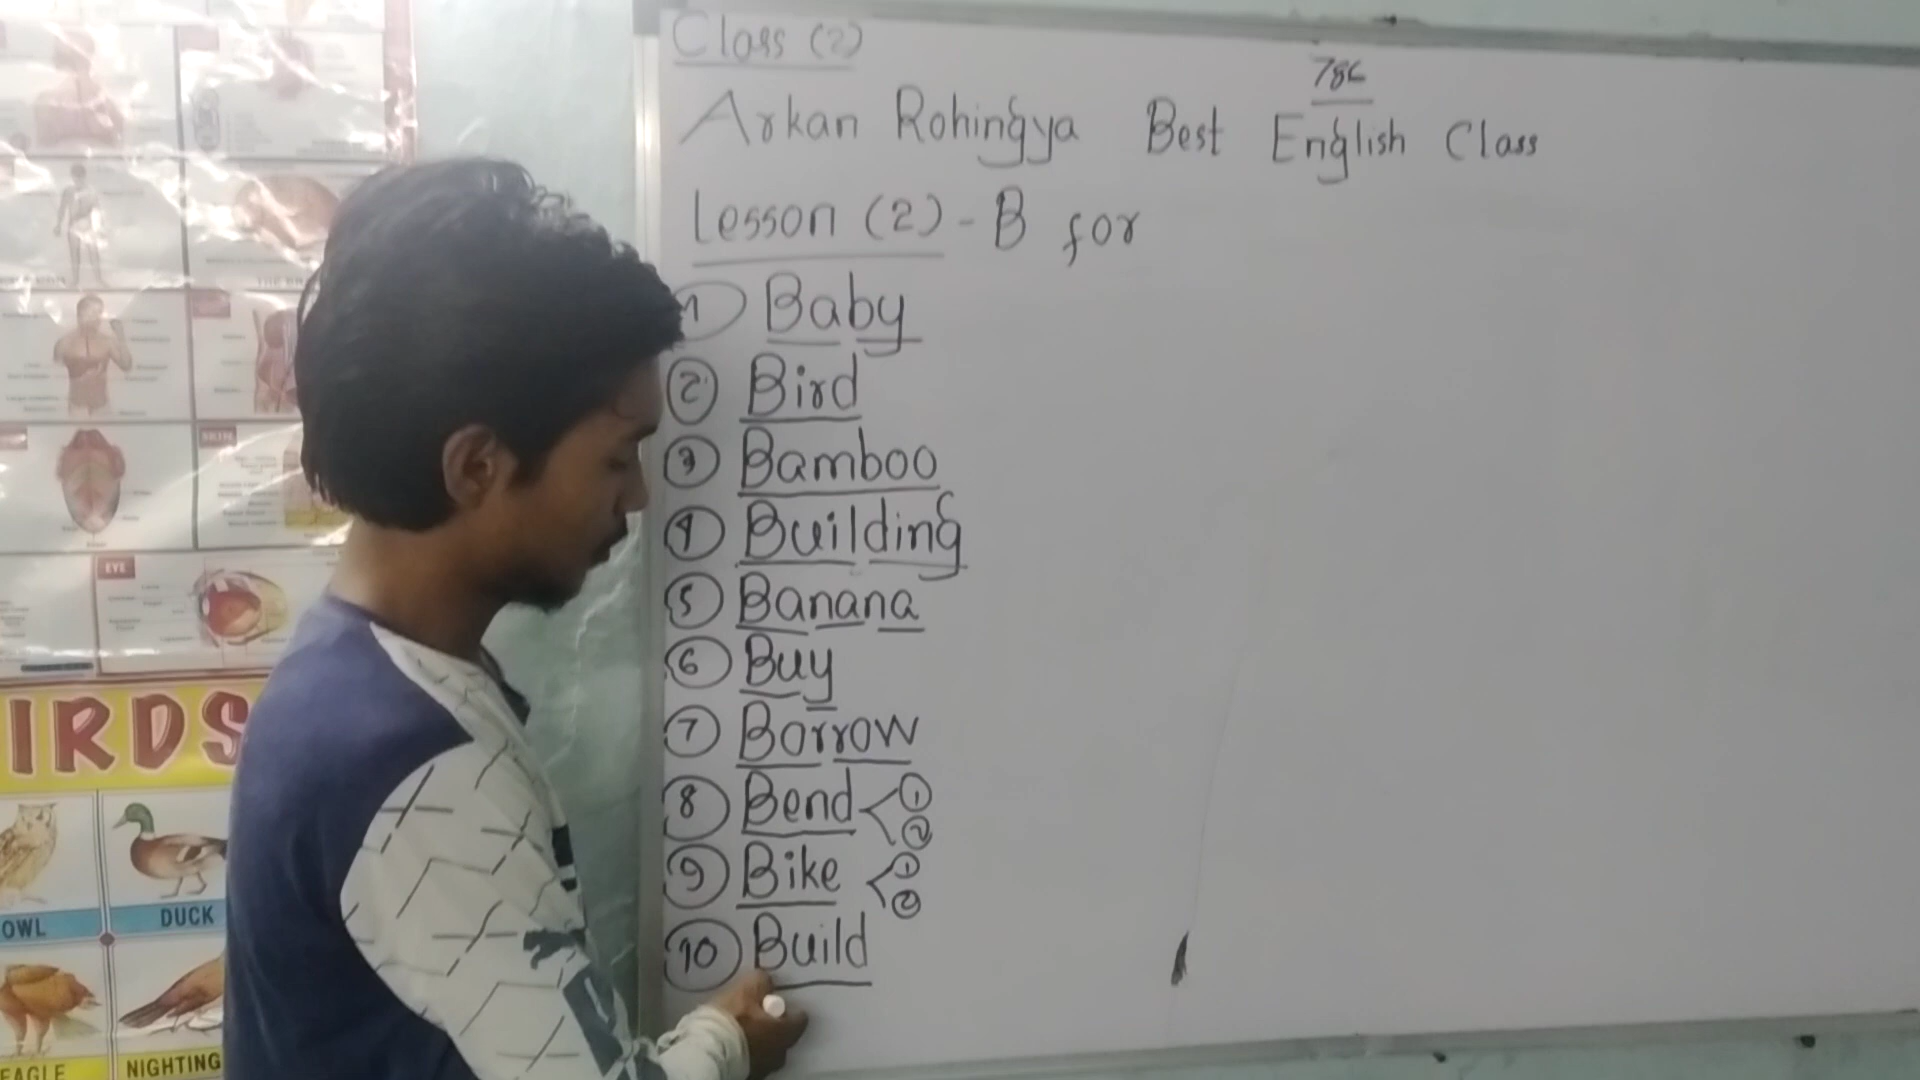 Class (2)
786
Arkan Rohingya Best English Class
Lesson (2) - B for
1 Baby
2 Bird
3 Bamboo
4 Building
5 Banana
6 Buy
7 Borrow
8 Bend < 1
2
9 Bike < 1
2
10 Build
EYE
IRDS
OWL
DUCK
EAGLE
NIGHTING